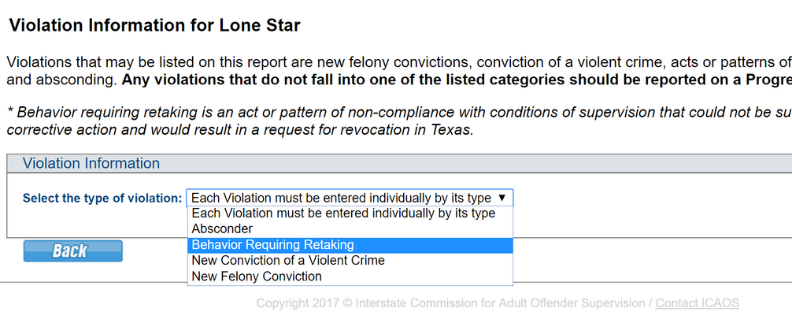 Violation Information for Lone Star
Violations that may be listed on this report are new felony convictions, conviction of a violent crime, acts or patterns of
and absconding. Any violations that do not fall into one of the listed categories should be reported on a Progre
* Behavior requiring retaking is an act or pattern of non-compliance with conditions of supervision that could not be su
corrective action and would result in a request for revocation in Texas.
Violation Information
Select the type of violation: Each Violation must be entered individually by its type ▼
Each Violation must be entered individually by its type
Absconder
Behavior Requiring Retaking
Back
New Conviction of a Violent Crime
New Felony Conviction
Copyright 2017 © Interstate Commission for Adult Offender Supervision / Contact ICAOS